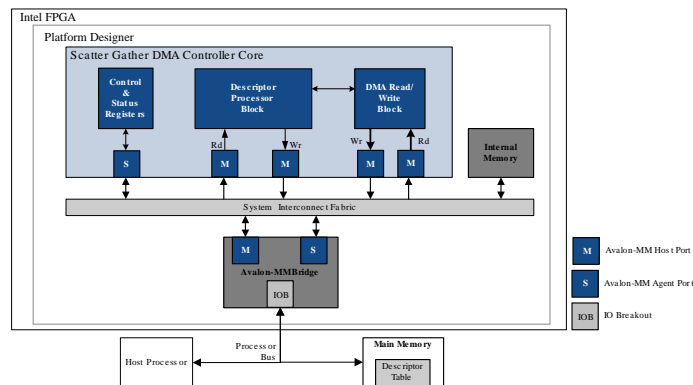 Intel FPGA
Platform Designer
Scatter Gather DMA Controller Core
Control
&
Status
Registers
Descriptor
Processor
Block
DMA Read/
Write
Block
Rd
Wr
Wr
Rd
S
M
M
M
M
Internal
Memory
System Interconnect Fabric
M
S
Avalon-MM Bridge
IOB
M
Avalon-MM Host Port
S
Avalon-MM Agent Port
IOB
IO Breakout
Processor
Bus
Host Processor
Main Memory
Descriptor
Table